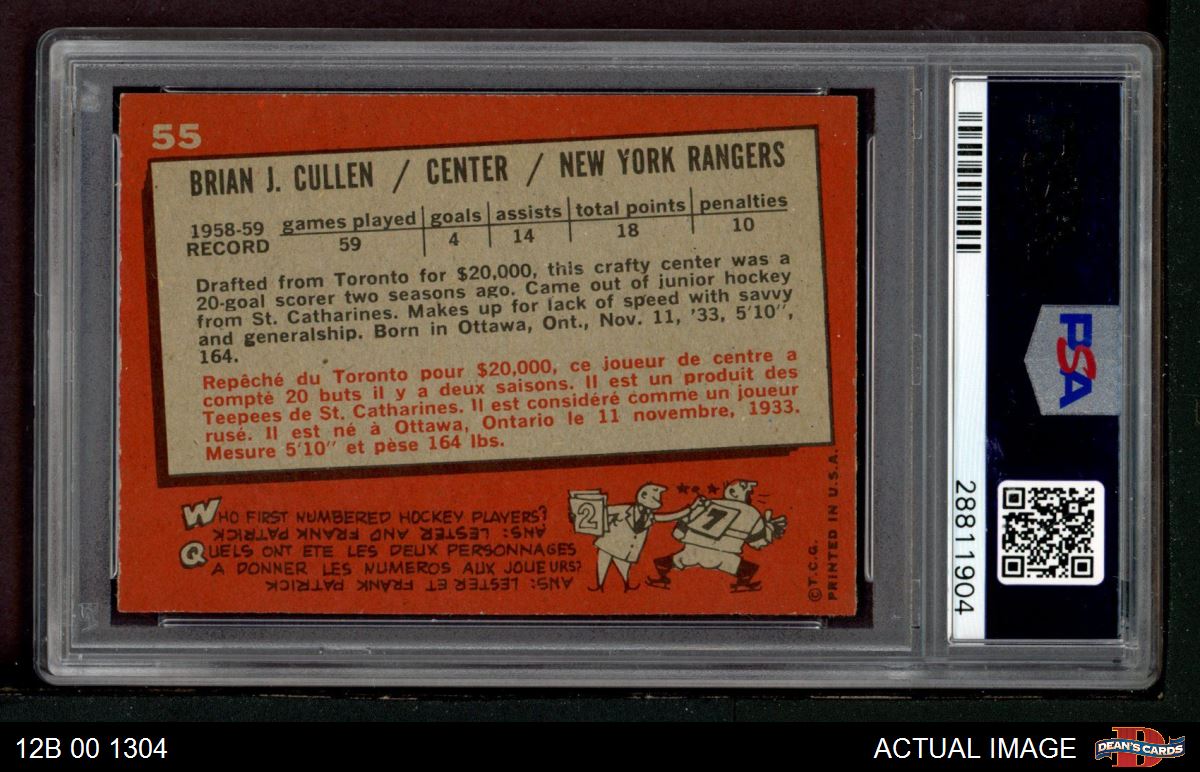 55
BRIAN J. CULLEN / CENTER / NEW YORK RANGERS
1958-59 RECORD
games played goals assists total points penalties
59 4 14 18 10
Drafted from Toronto for $20,000, this crafty center was a
20-goal scorer two seasons ago. Came out of junior hockey
from St. Catharines. Makes up for lack of speed with savvy
and generalship. Born in Ottawa, Ont., Nov. 11, '33, 5'10",
164.
Repêché du Toronto pour $20,000, ce joueur de centre a
compté 20 buts il y a deux saisons. Il est un produit des
Teepees de St. Catharines. Il est considéré comme un joueur
rusé. Il est né à Ottawa, Ontario le 11 novembre, 1933.
Mesure 5'10" et pèse 164 lbs.
WHO FIRST NUMBERED HOCKEY PLAYERS?
ANS: LESTER AND FRANK PATRICK
QUELS ONT ETE LES DEUX PERSONNAGES
A DONNER LES NUMEROS AUX JOUEURS?
ANS: LESTER ET FRANK PATRICK
2
7
© T.C.G.
PRINTED IN U.S.A.
PSA
28811904
12B 00 1304
ACTUAL IMAGE
D
DEAN'S CARDS